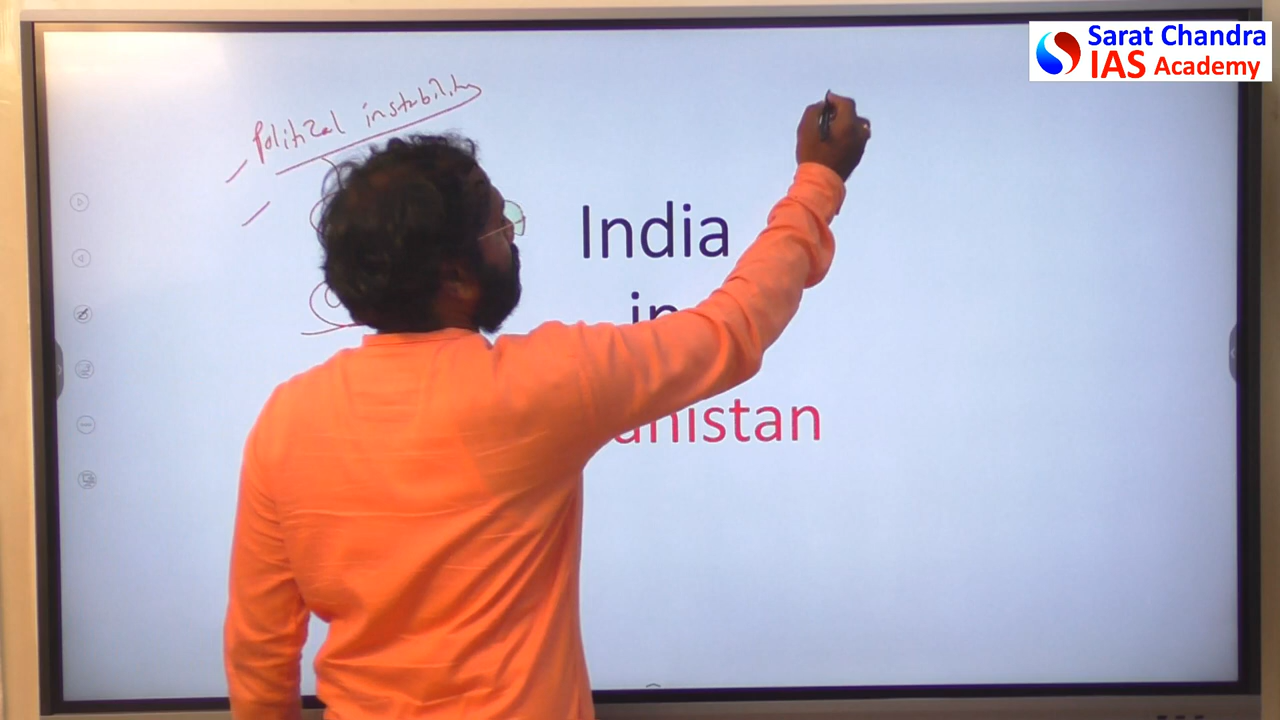 Sarat Chandra
IAS Academy
Political instability
India
in
anistan